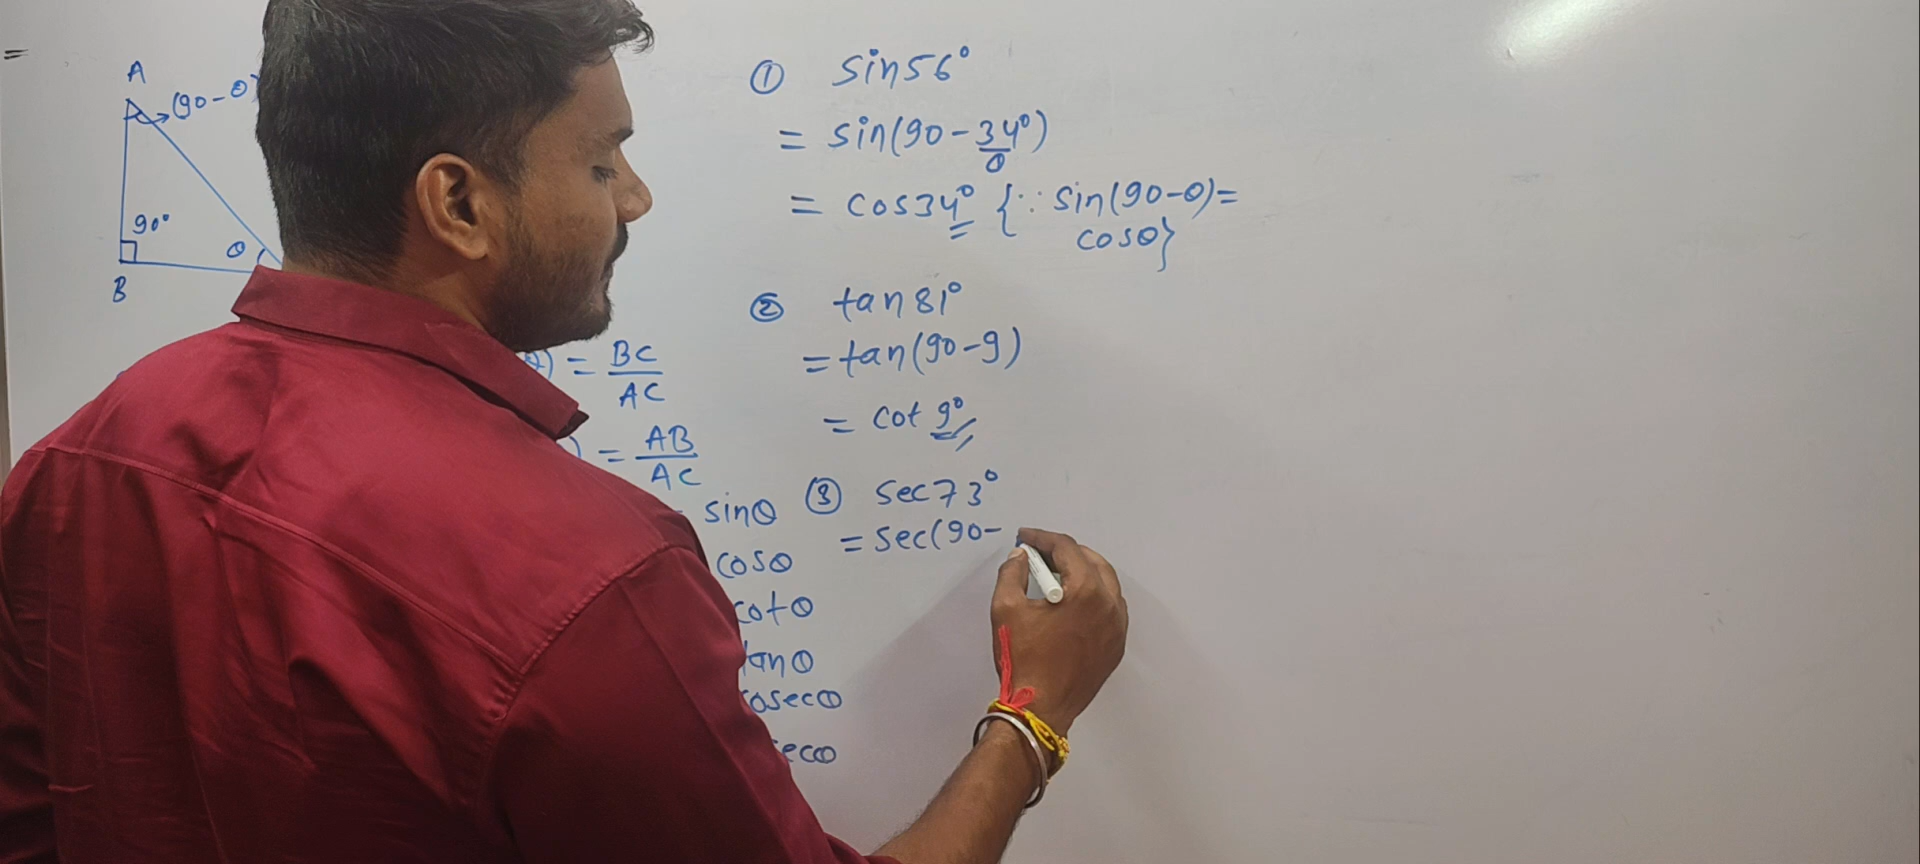 =
A
(90-θ)
90°
θ
B
θ) = BC
AC
) = AB
AC
sinθ
cosθ
cotθ
tanθ
cosecθ
secθ
① sin56°
= sin(90-34°)
θ
= cos34° {∵ sin(90-θ)=
cosθ}
② tan81°
= tan(90-9)
= cot 9°
③ sec73°
= sec(90-